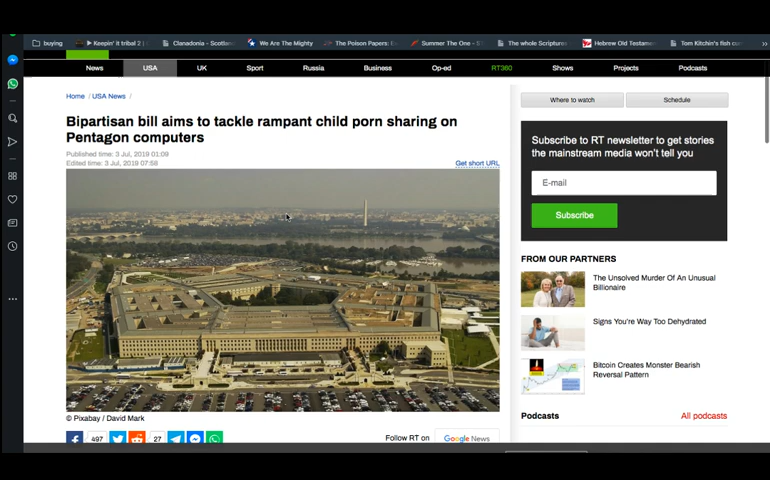 buying
Keepin' it tribal 2 |
Clanadonia – Scotlan
We Are The Mighty
The Poison Papers: E
Summer The One – S
The whole Scripture
Hebrew Old Testame
Tom Kitchin's fish cu
»
News
USA
UK
Sport
Russia
Business
Op-ed
RT360
Shows
Projects
Podcasts
Home / USA News /
Where to watch
Schedule
Bipartisan bill aims to tackle rampant child porn sharing on
Pentagon computers
Published time: 3 Jul, 2019 01:09
Edited time: 3 Jul, 2019 07:58
Get short URL
Subscribe to RT newsletter to get stories
the mainstream media won't tell you
E-mail
Subscribe
FROM OUR PARTNERS
The Unsolved Murder Of An Unusual
Billionaire
Signs You're Way Too Dehydrated
Bitcoin Creates Monster Bearish
Reversal Pattern
Podcasts
All podcasts
© Pixabay / David Mark
497
27
Follow RT on
Google News